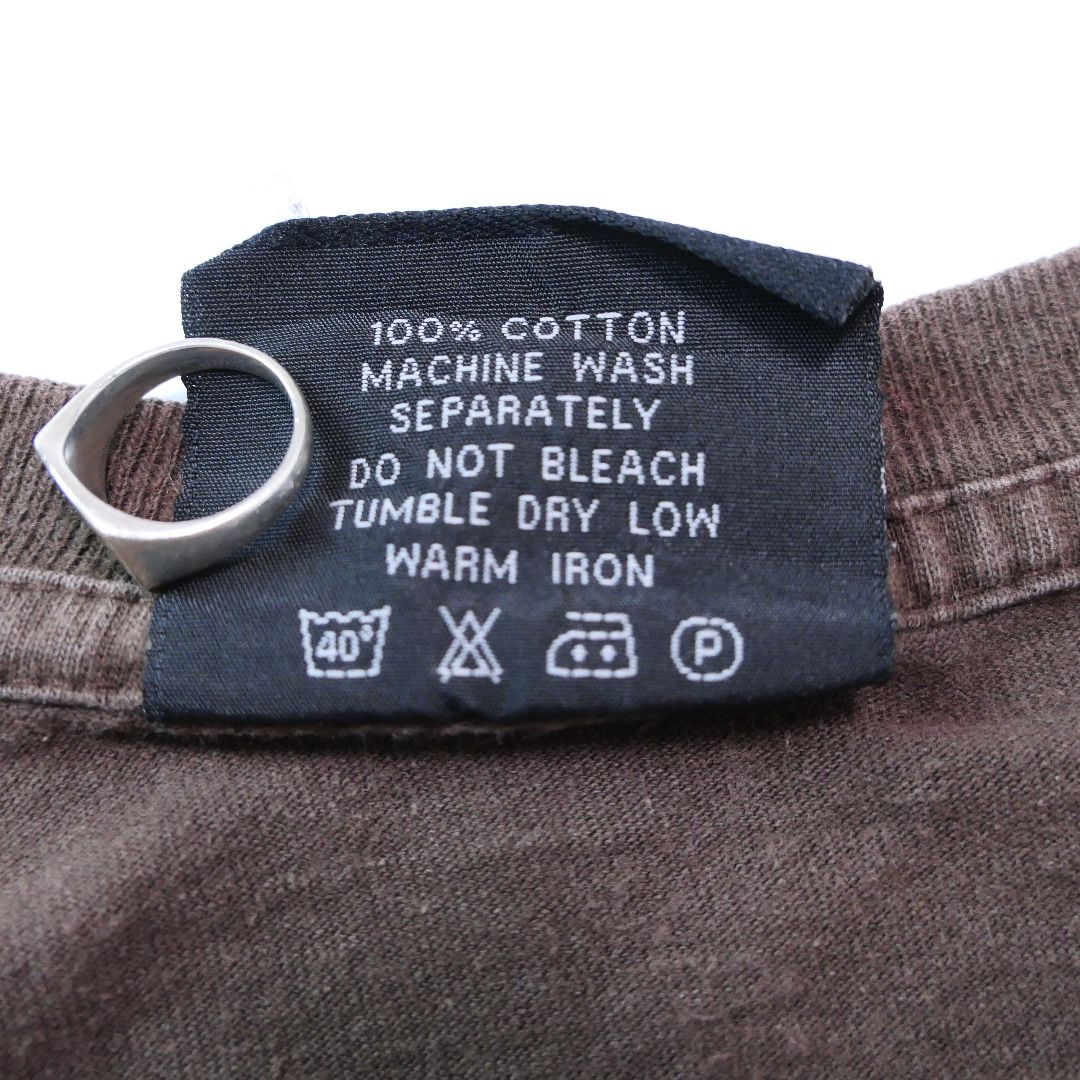 100% COTTON
MACHINE WASH
SEPARATELY
DO NOT BLEACH
TUMBLE DRY LOW
WARM IRON
40° P